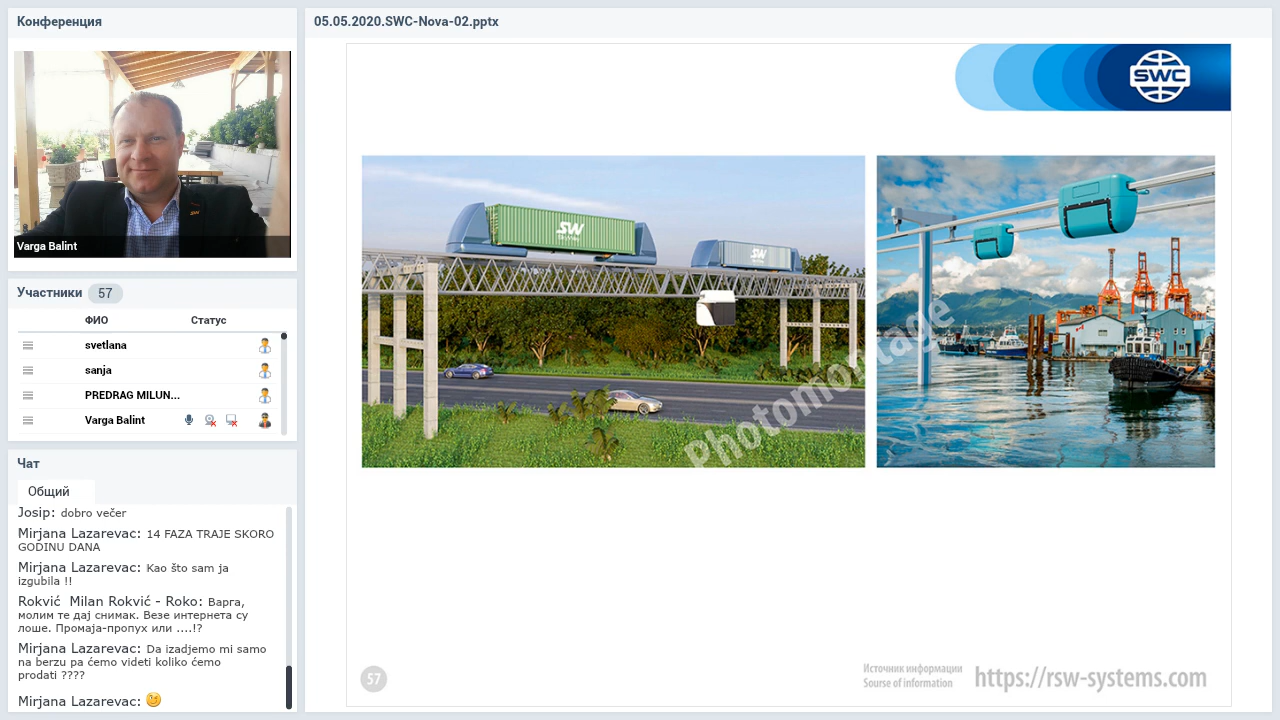 Конференция
Varga Balint
Участники 57
ФИО Статус
svetlana
sanja
PREDRAG MILUN...
Varga Balint
Чат
Общий
Josip: dobro večer
Mirjana Lazarevac: 14 FAZA TRAJE SKORO
GODINU DANA
Mirjana Lazarevac: Kao što sam ja
izgubila !!
Rokvić Milan Rokvić - Roko: Варга,
молим те дај снимак. Везе интернета су
лоше. Промаја-пропух или ....!?
Mirjana Lazarevac: Da izadjemo mi samo
na berzu pa ćemo videti koliko ćemo
prodati ????
Mirjana Lazarevac:
05.05.2020.SWC-Nova-02.pptx
SWC
SW
SW
Photomontage
57
Источник информации
Sourse of information
https://rsw-systems.com